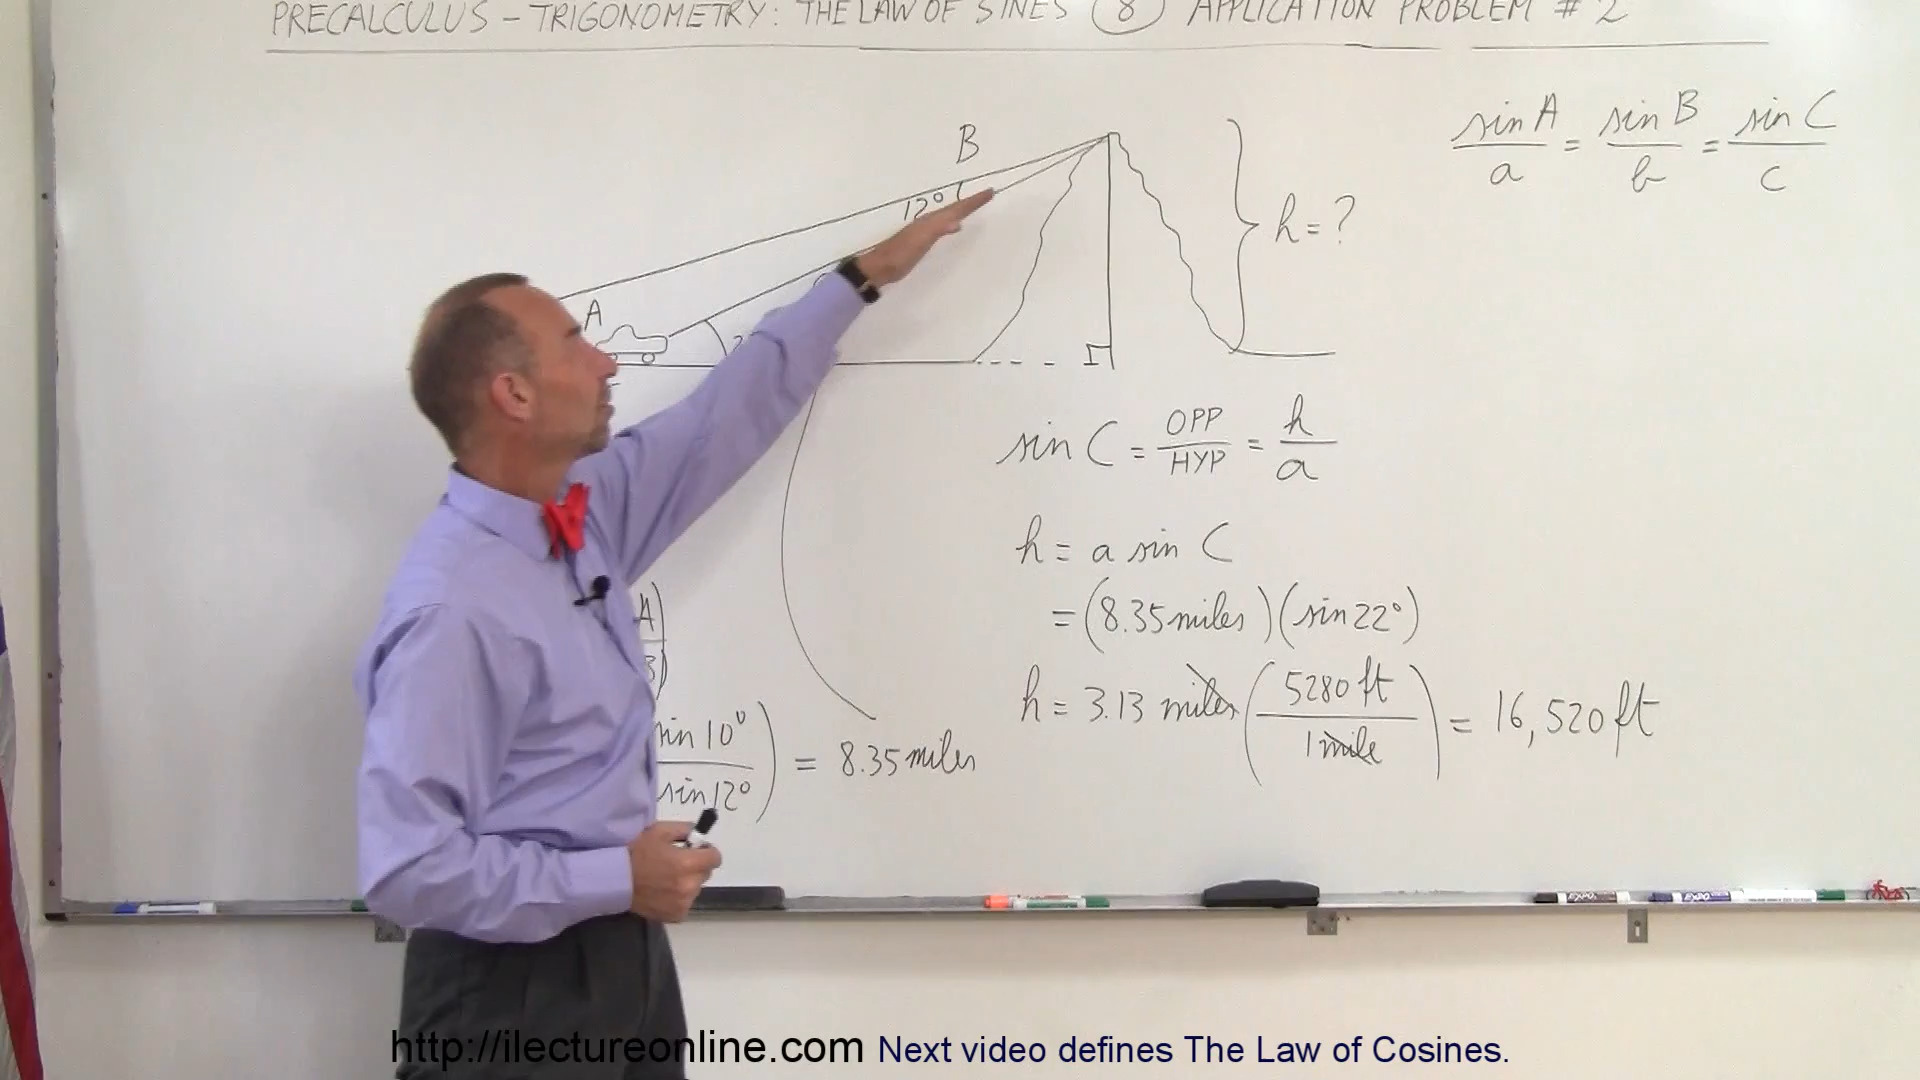 PRECALCULUS – TRIGONOMETRY: THE LAW OF SINES 8 APPLICATION PROBLEM # 2
sin A / a = sin B / b = sin C / c
B
12°
h = ?
A
sin C = OPP / HYP = h / a
h = a sin C
= (8.35 miles)(sin 22°)
h = 3.13 miles (5280 ft / 1 mile) = 16,520 ft
sin 10° / sin 12° ) = 8.35 miles
http://ilectureonline.com Next video defines The Law of Cosines.